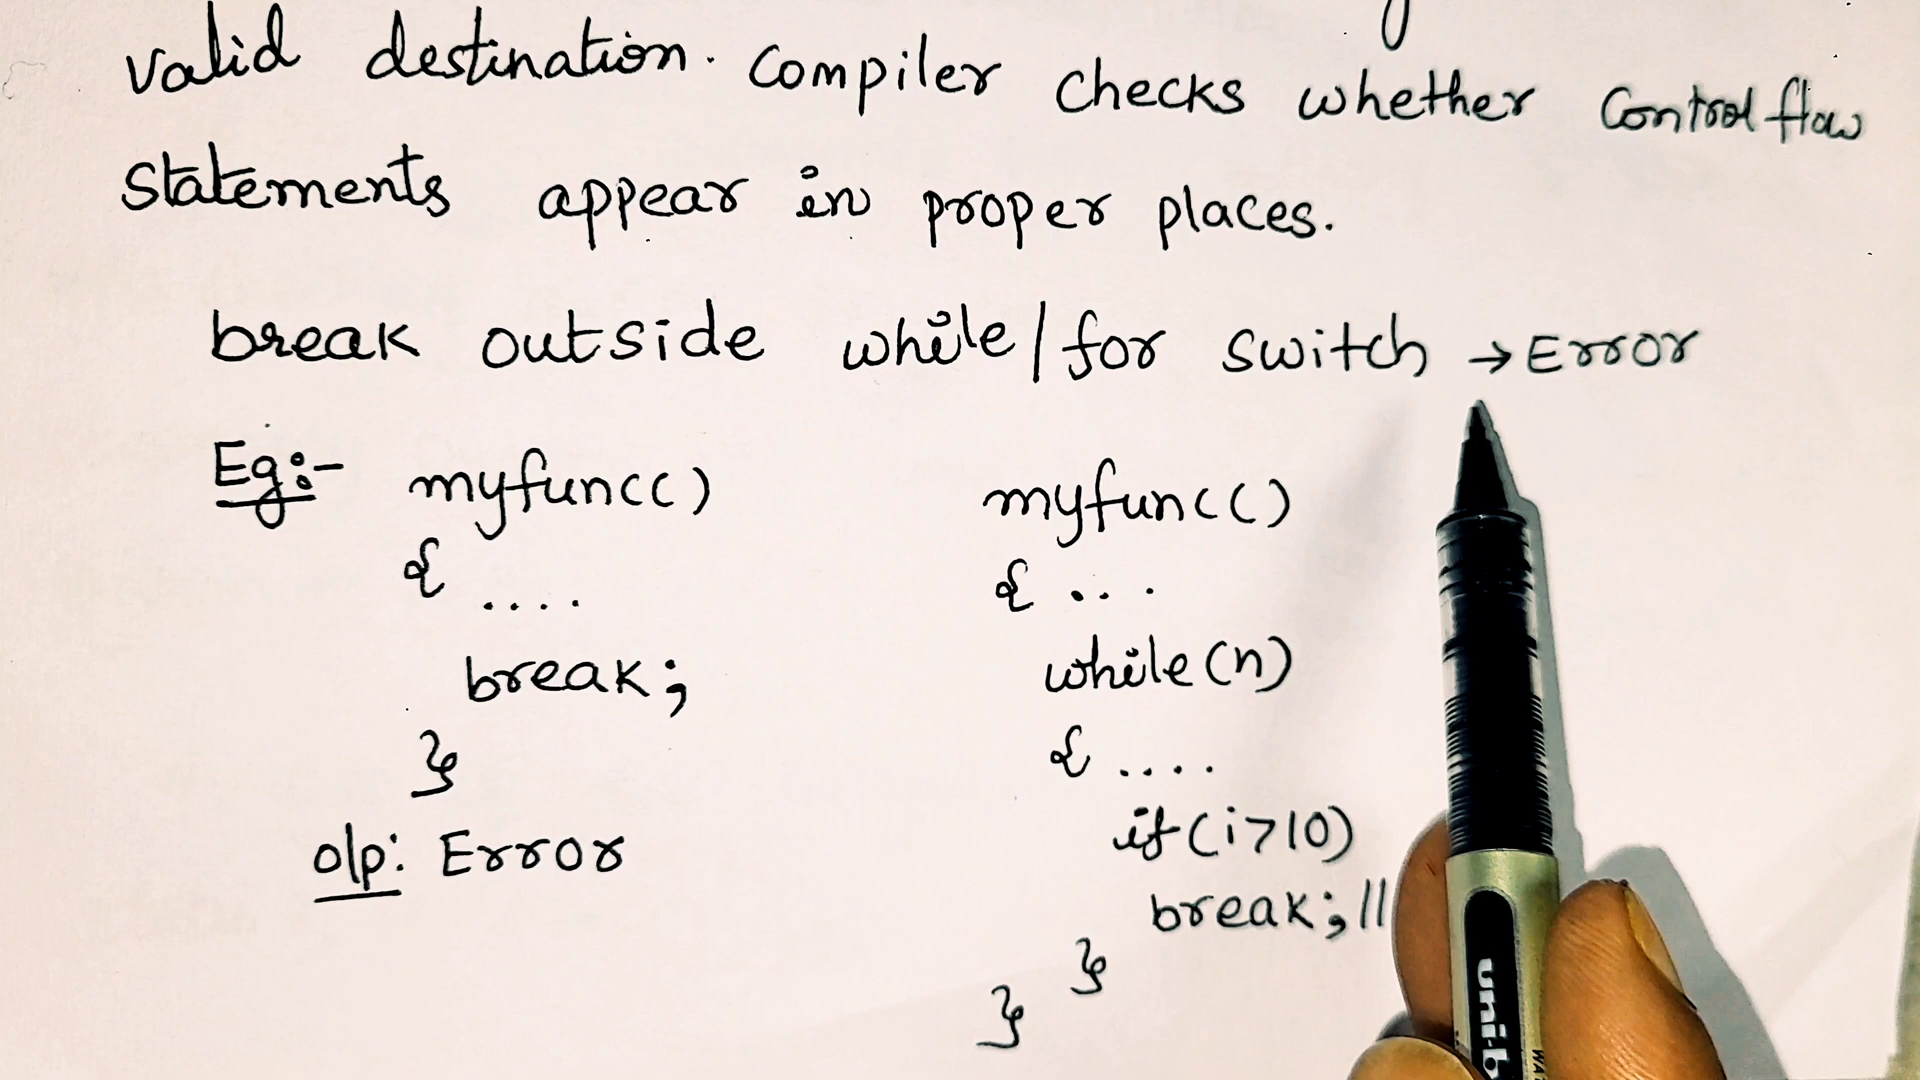 valid destination. Compiler checks whether Control flow
statements appear in proper places.
break outside while/for switch → Error
Eg:- myfunc()
{ ....
break;
}
o/p: Error
myfunc()
{ ...
while(n)
{ ....
if(i>10)
break;//
}
}